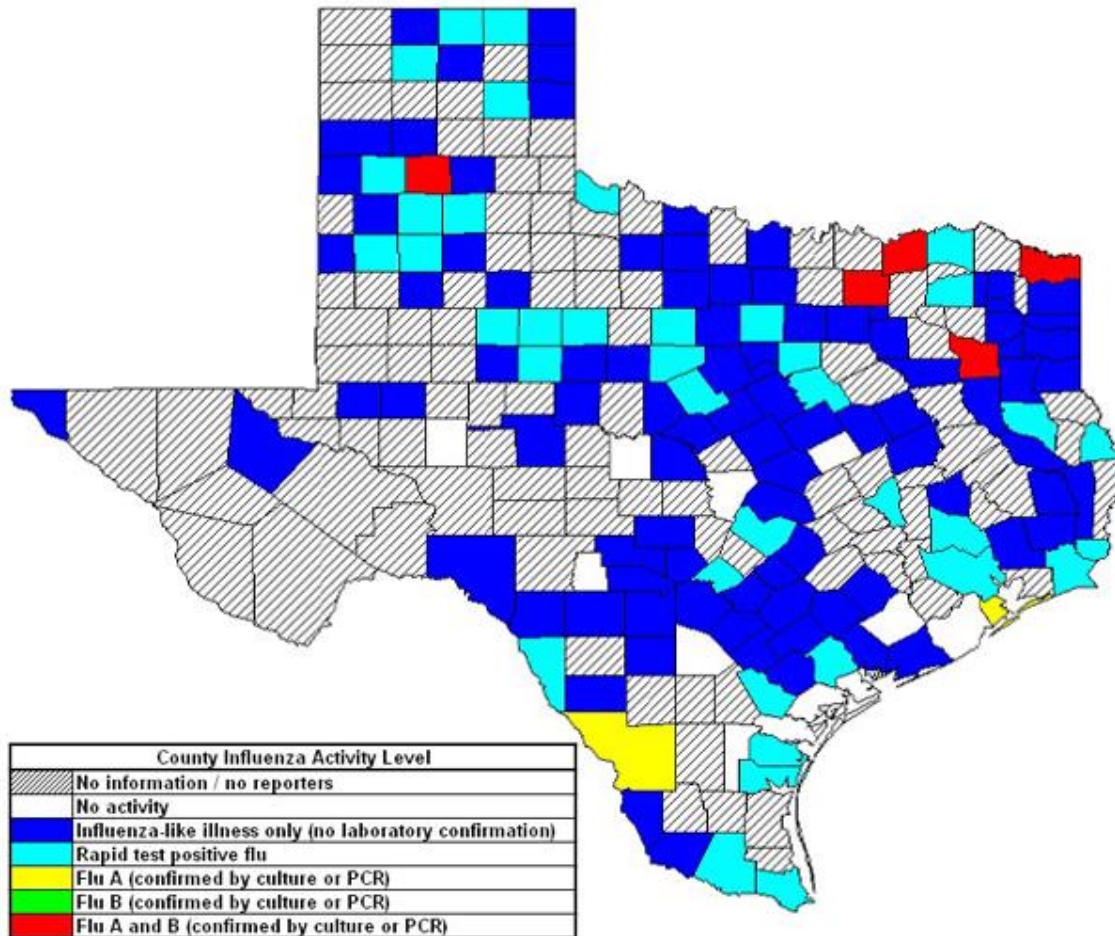 County Influenza Activity Level
No information / no reporters
No activity
Influenza-like illness only (no laboratory confirmation)
Rapid test positive flu
Flu A (confirmed by culture or PCR)
Flu B (confirmed by culture or PCR)
Flu A and B (confirmed by culture or PCR)